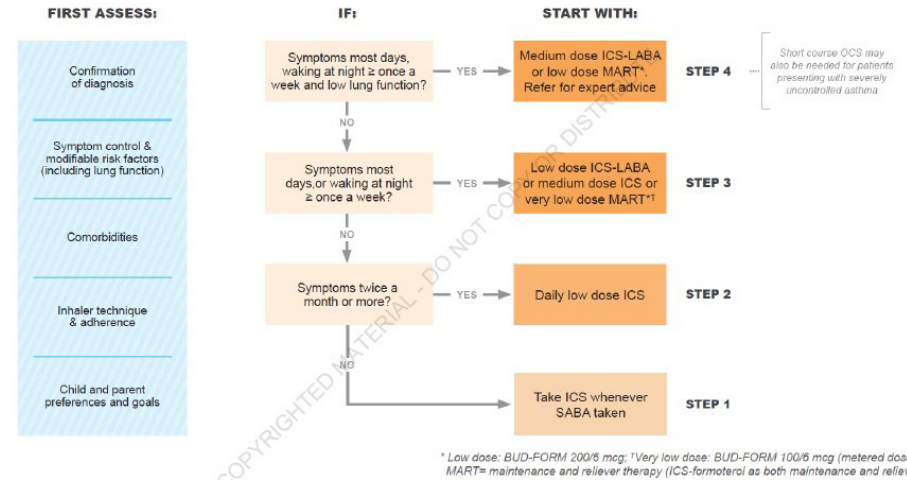 FIRST ASSESS:
IF:
START WITH:
Confirmation
of diagnosis
Symptom control &
modifiable risk factors
(including lung function)
Comorbidities
Inhaler technique
& adherence
Child and parent
preferences and goals
Symptoms most days,
waking at night ≥ once a
week and low lung function?
YES
Medium dose ICS-LABA
or low dose MART*.
Refer for expert advice
STEP 4
Short course OCS may
also be needed for patients
presenting with severely
uncontrolled asthma
NO
Symptoms most
days,or waking at night
≥ once a week?
YES
Low dose ICS-LABA
or medium dose ICS or
very low dose MART*†
STEP 3
NO
Symptoms twice a
month or more?
YES
Daily low dose ICS
STEP 2
NO
Take ICS whenever
SABA taken
STEP 1
COPYRIGHTED MATERIAL - DO NOT COPY OR DISTRIBUTE
* Low dose: BUD-FORM 200/6 mcg; †Very low dose: BUD-FORM 100/6 mcg (metered
MART= maintenance and reliever therapy (ICS-formoterol as both maintenance and